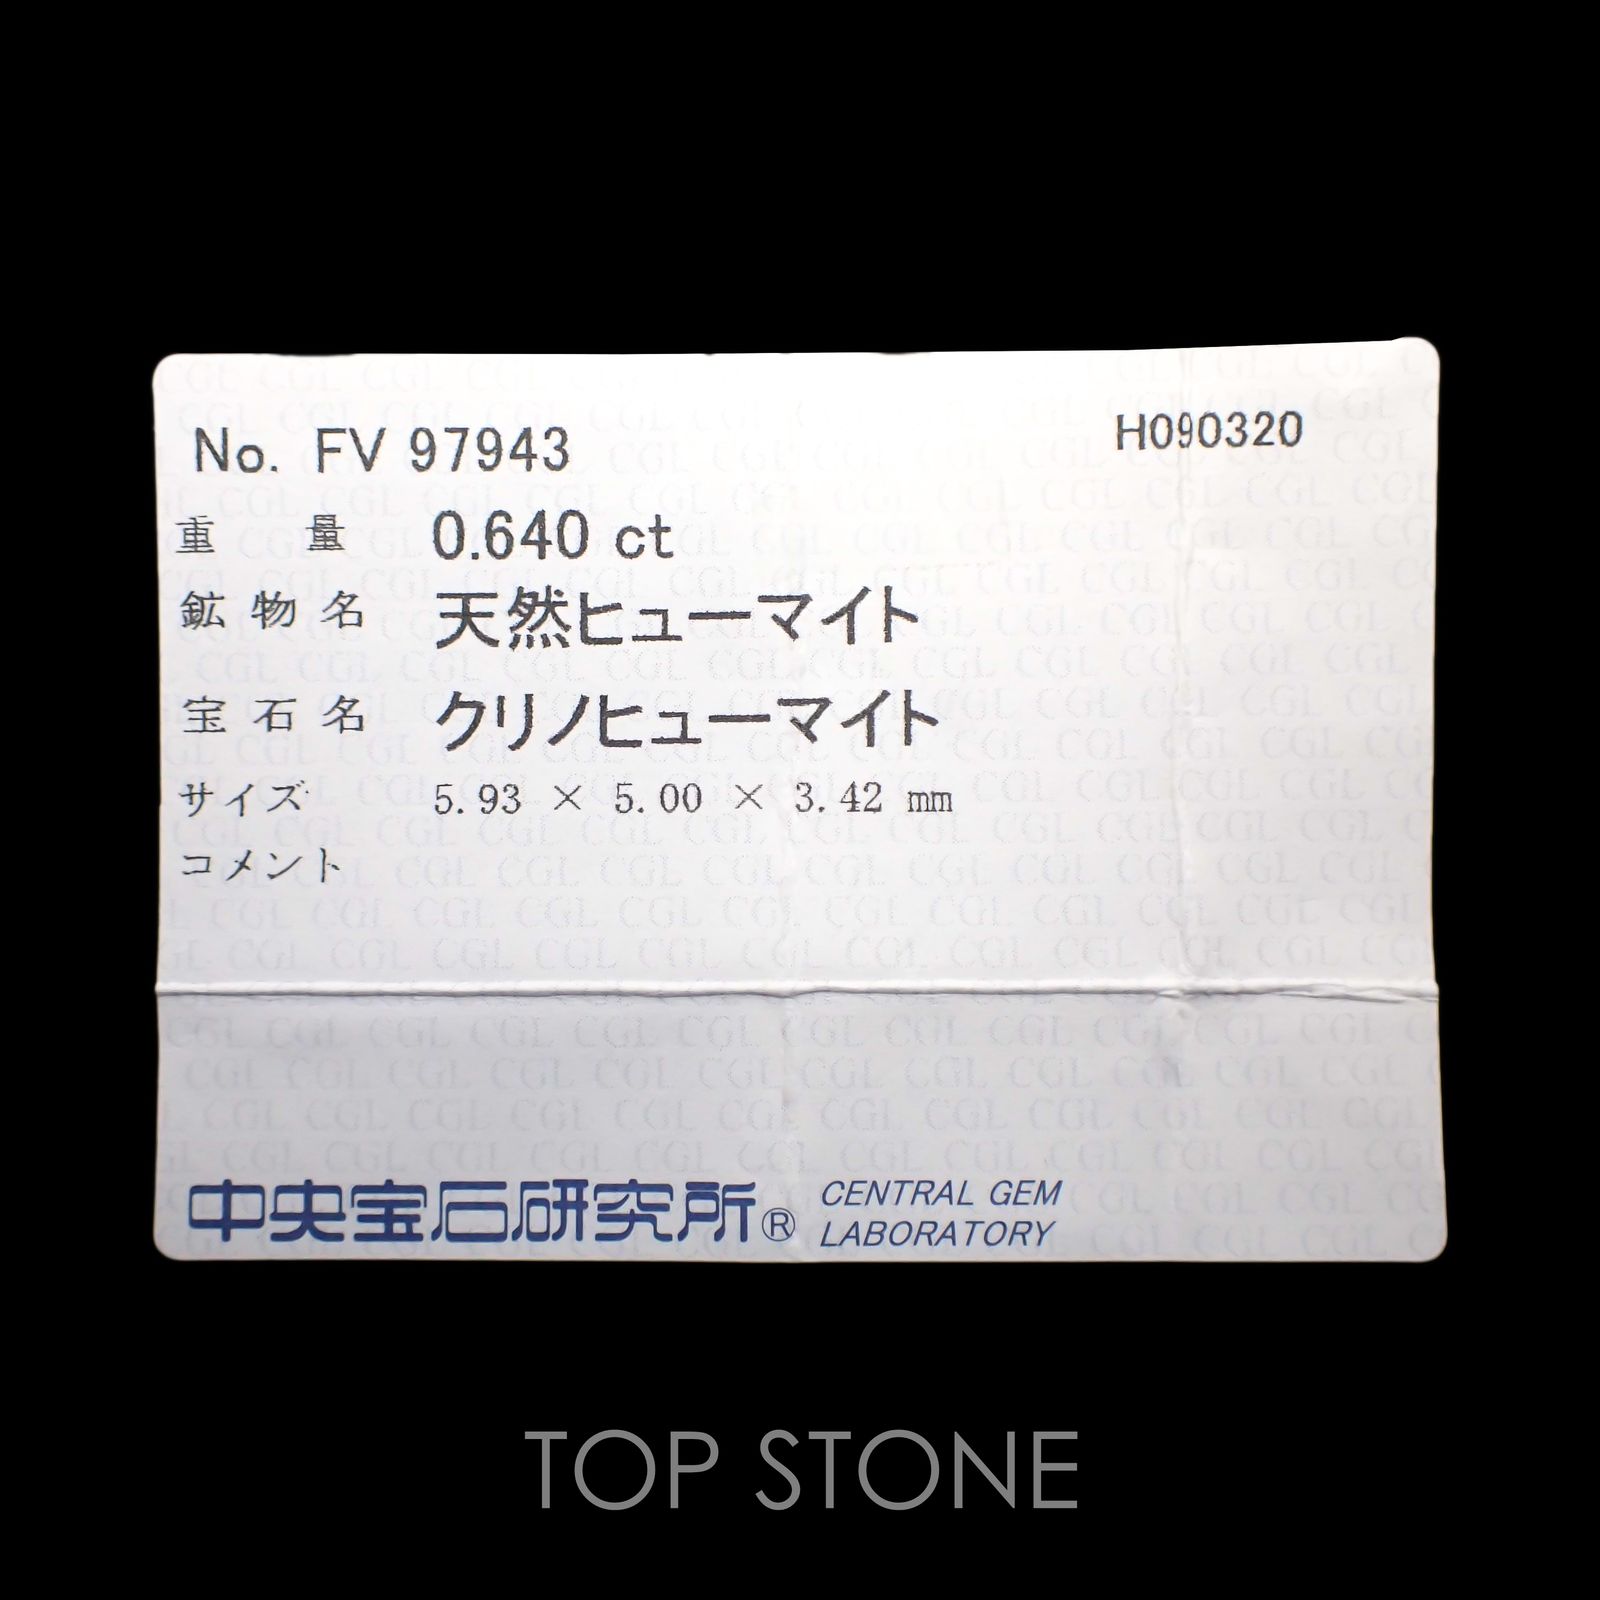 No. FV 97943 H090320
重量 0.640 ct
鉱物名 天然ヒューマイト
宝石名 クリノヒューマイト
サイズ 5.93 × 5.00 × 3.42 mm
コメント
中央宝石研究所® CENTRAL GEM LABORATORY
TOP STONE